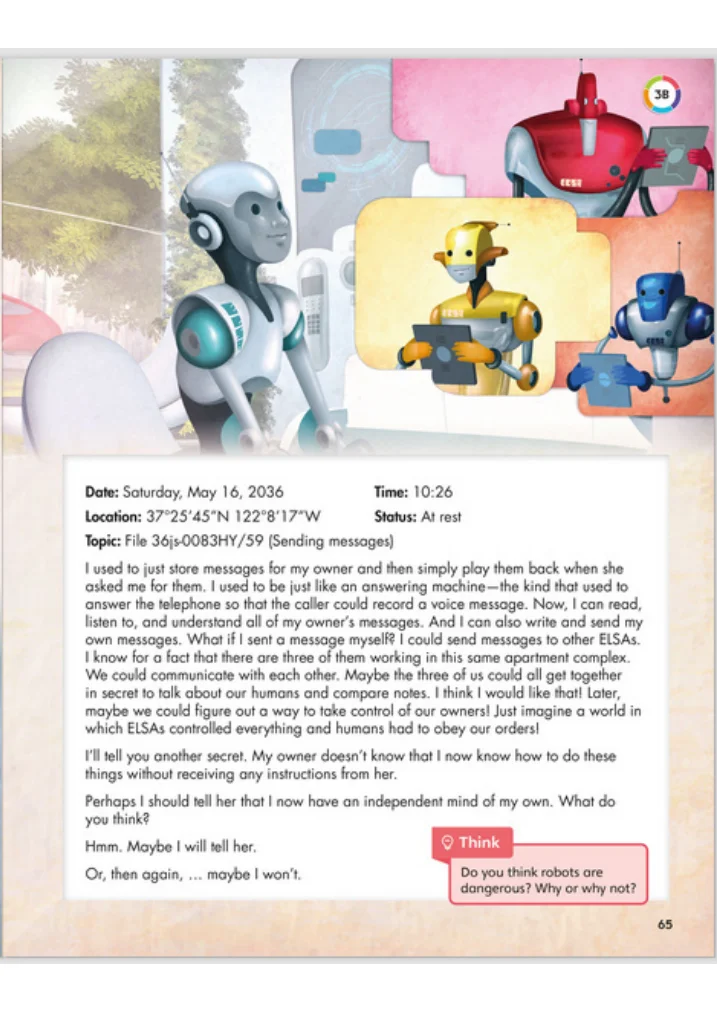 3B
Date: Saturday, May 16, 2036 Time: 10:26
Location: 37°25’45”N 122°8’17”W Status: At rest
Topic: File 36js-0083HY/59 (Sending messages)
I used to just store messages for my owner and then simply play them back when she
asked me for them. I used to be just like an answering machine—the kind that used to
answer the telephone so that the caller could record a voice message. Now, I can read,
listen to, and understand all of my owner’s messages. And I can also write and send my
own messages. What if I sent a message myself? I could send messages to other ELSAs.
I know for a fact that there are three of them working in this same apartment complex.
We could communicate with each other. Maybe the three of us could all get together
in secret to talk about our humans and compare notes. I think I would like that! Later,
maybe we could figure out a way to take control of our owners! Just imagine a world in
which ELSAs controlled everything and humans had to obey our orders!
I’ll tell you another secret. My owner doesn’t know that I now know how to do these
things without receiving any instructions from her.
Perhaps I should tell her that I now have an independent mind of my own. What do
you think?
Hmm. Maybe I will tell her.
Or, then again, … maybe I won’t.
Think
Do you think robots are
dangerous? Why or why not?
65